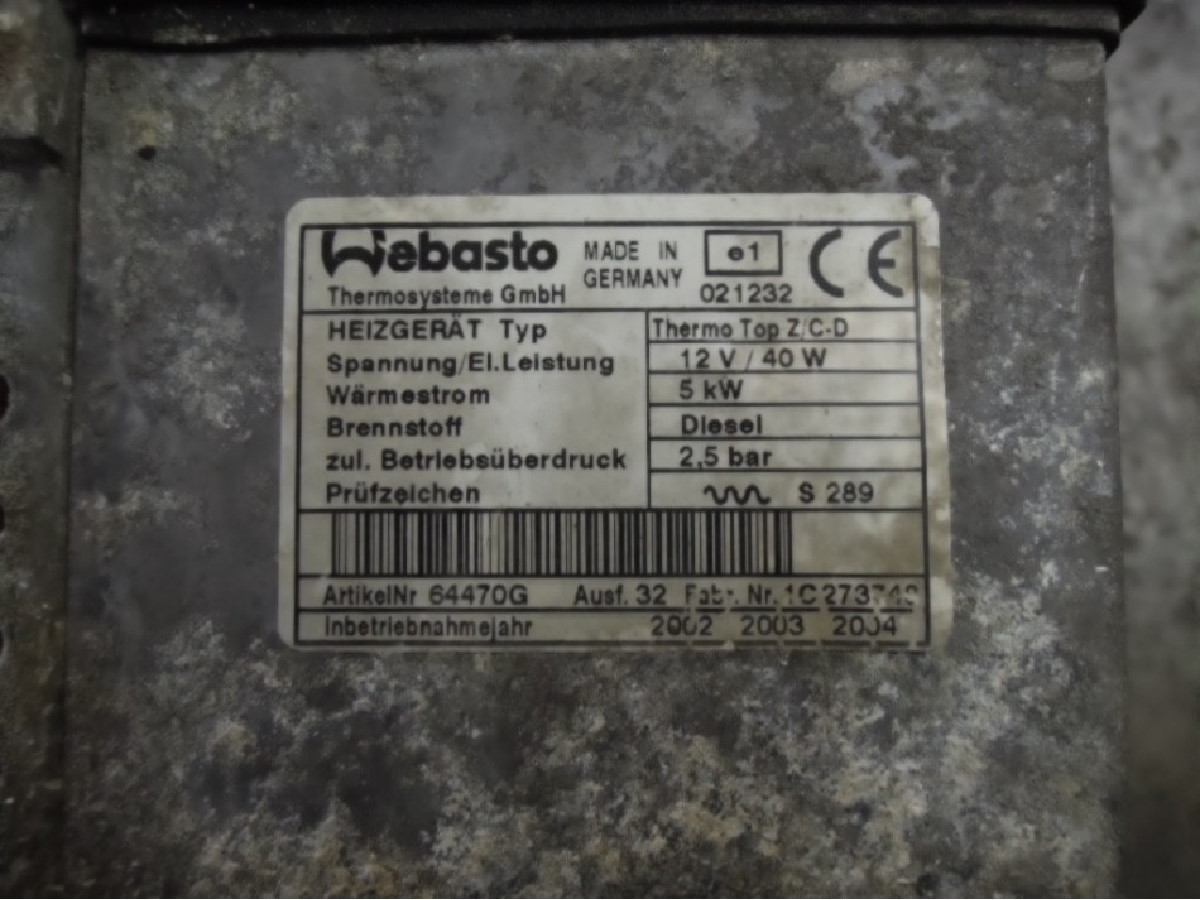 Webasto MADE IN GERMANY e1 CE
Thermosysteme GmbH 021232
HEIZGERÄT Typ Thermo Top Z/C-D
Spannung/El.Leistung 12 V / 40 W
Wärmestrom 5 kW
Brennstoff Diesel
zul. Betriebsüberdruck 2,5 bar
Prüfzeichen S 289
ArtikelNr 64470G Ausf. 32 Fabr. Nr.
Inbetriebnahmejahr 2002 2003 2004